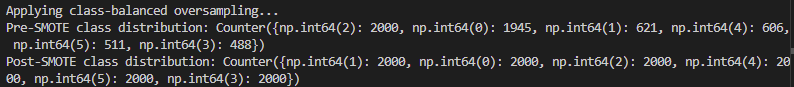 Applying class-balanced oversampling...
Pre-SMOTE class distribution: Counter({np.int64(2): 2000, np.int64(0): 1945, np.int64(1): 621, np.int64(4): 606,
 np.int64(5): 511, np.int64(3): 488})
Post-SMOTE class distribution: Counter({np.int64(1): 2000, np.int64(0): 2000, np.int64(2): 2000, np.int64(4): 20
00, np.int64(5): 2000, np.int64(3): 2000})